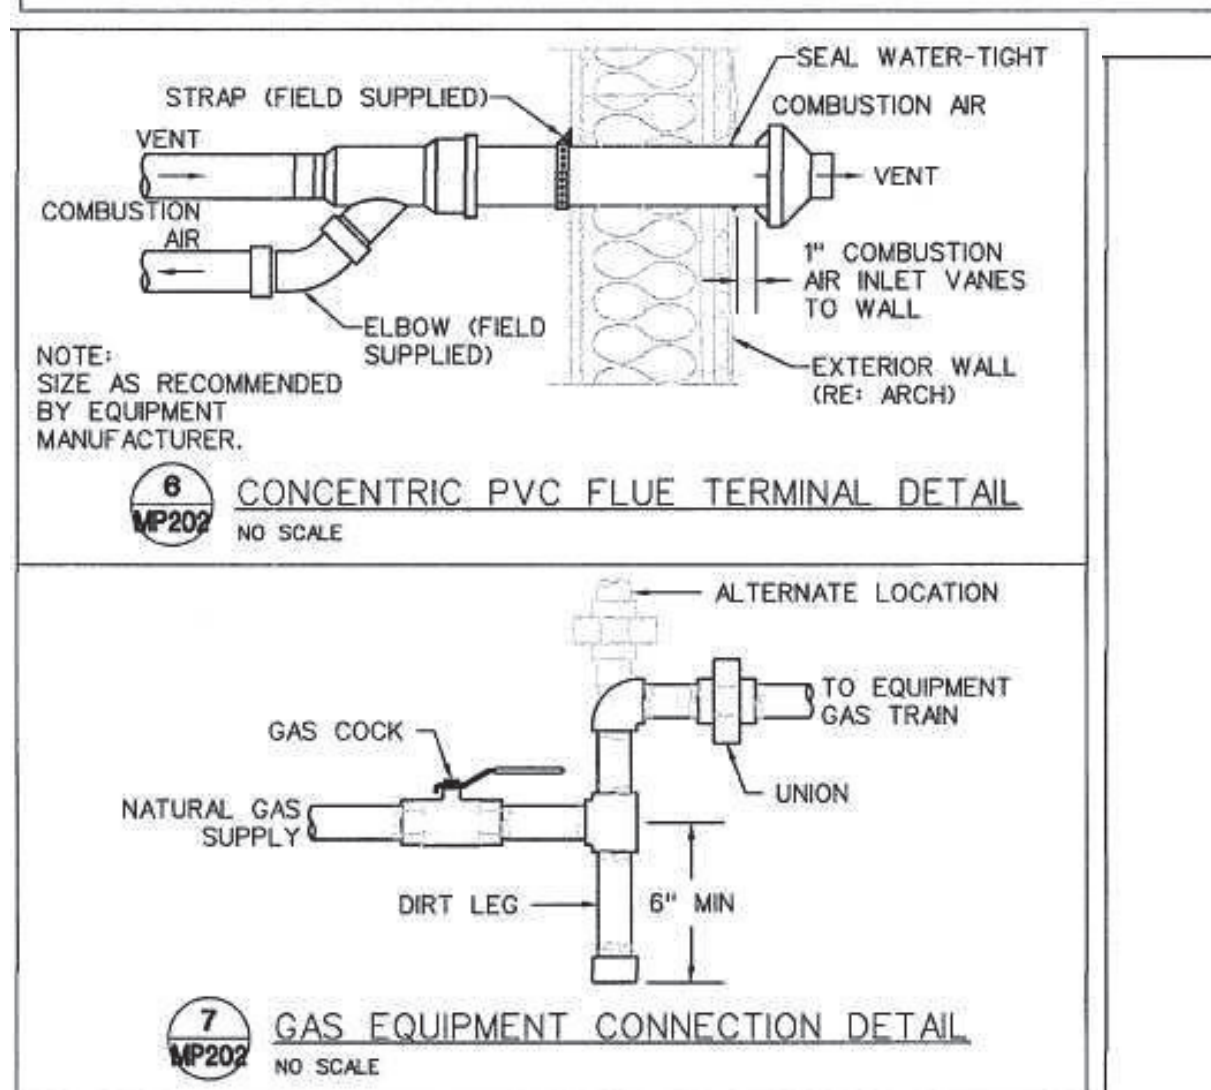 SEAL WATER-TIGHT
STRAP (FIELD SUPPLIED)
COMBUSTION AIR
VENT
VENT
COMBUSTION
AIR
1" COMBUSTION
AIR INLET VANES
TO WALL
ELBOW (FIELD
SUPPLIED)
EXTERIOR WALL
(RE: ARCH)
NOTE:
SIZE AS RECOMMENDED
BY EQUIPMENT
MANUFACTURER.
6
MP202
CONCENTRIC PVC FLUE TERMINAL DETAIL
NO SCALE
ALTERNATE LOCATION
TO EQUIPMENT
GAS TRAIN
GAS COCK
UNION
NATURAL GAS
SUPPLY
DIRT LEG
6" MIN
7
MP202
GAS EQUIPMENT CONNECTION DETAIL
NO SCALE